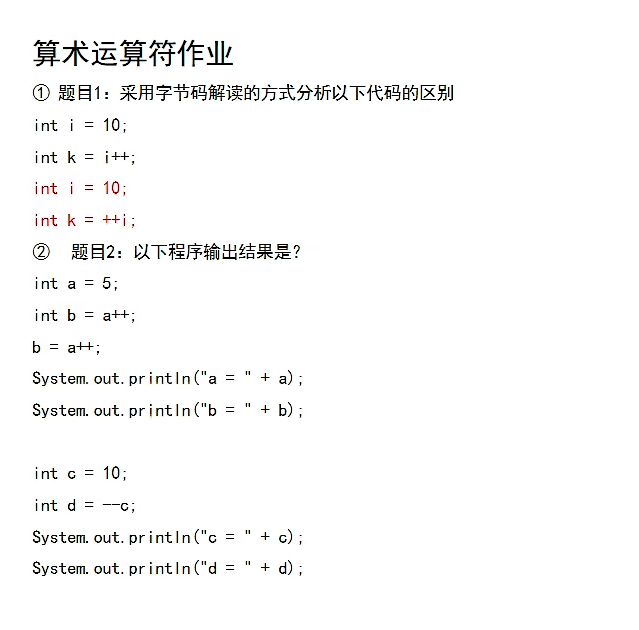 算术运算符作业
① 题目1：采用字节码解读的方式分析以下代码的区别
int i = 10;
int k = i++;
int i = 10;
int k = ++i;
② 题目2：以下程序输出结果是？
int a = 5;
int b = a++;
b = a++;
System.out.println("a = " + a);
System.out.println("b = " + b);
int c = 10;
int d = --c;
System.out.println("c = " + c);
System.out.println("d = " + d);